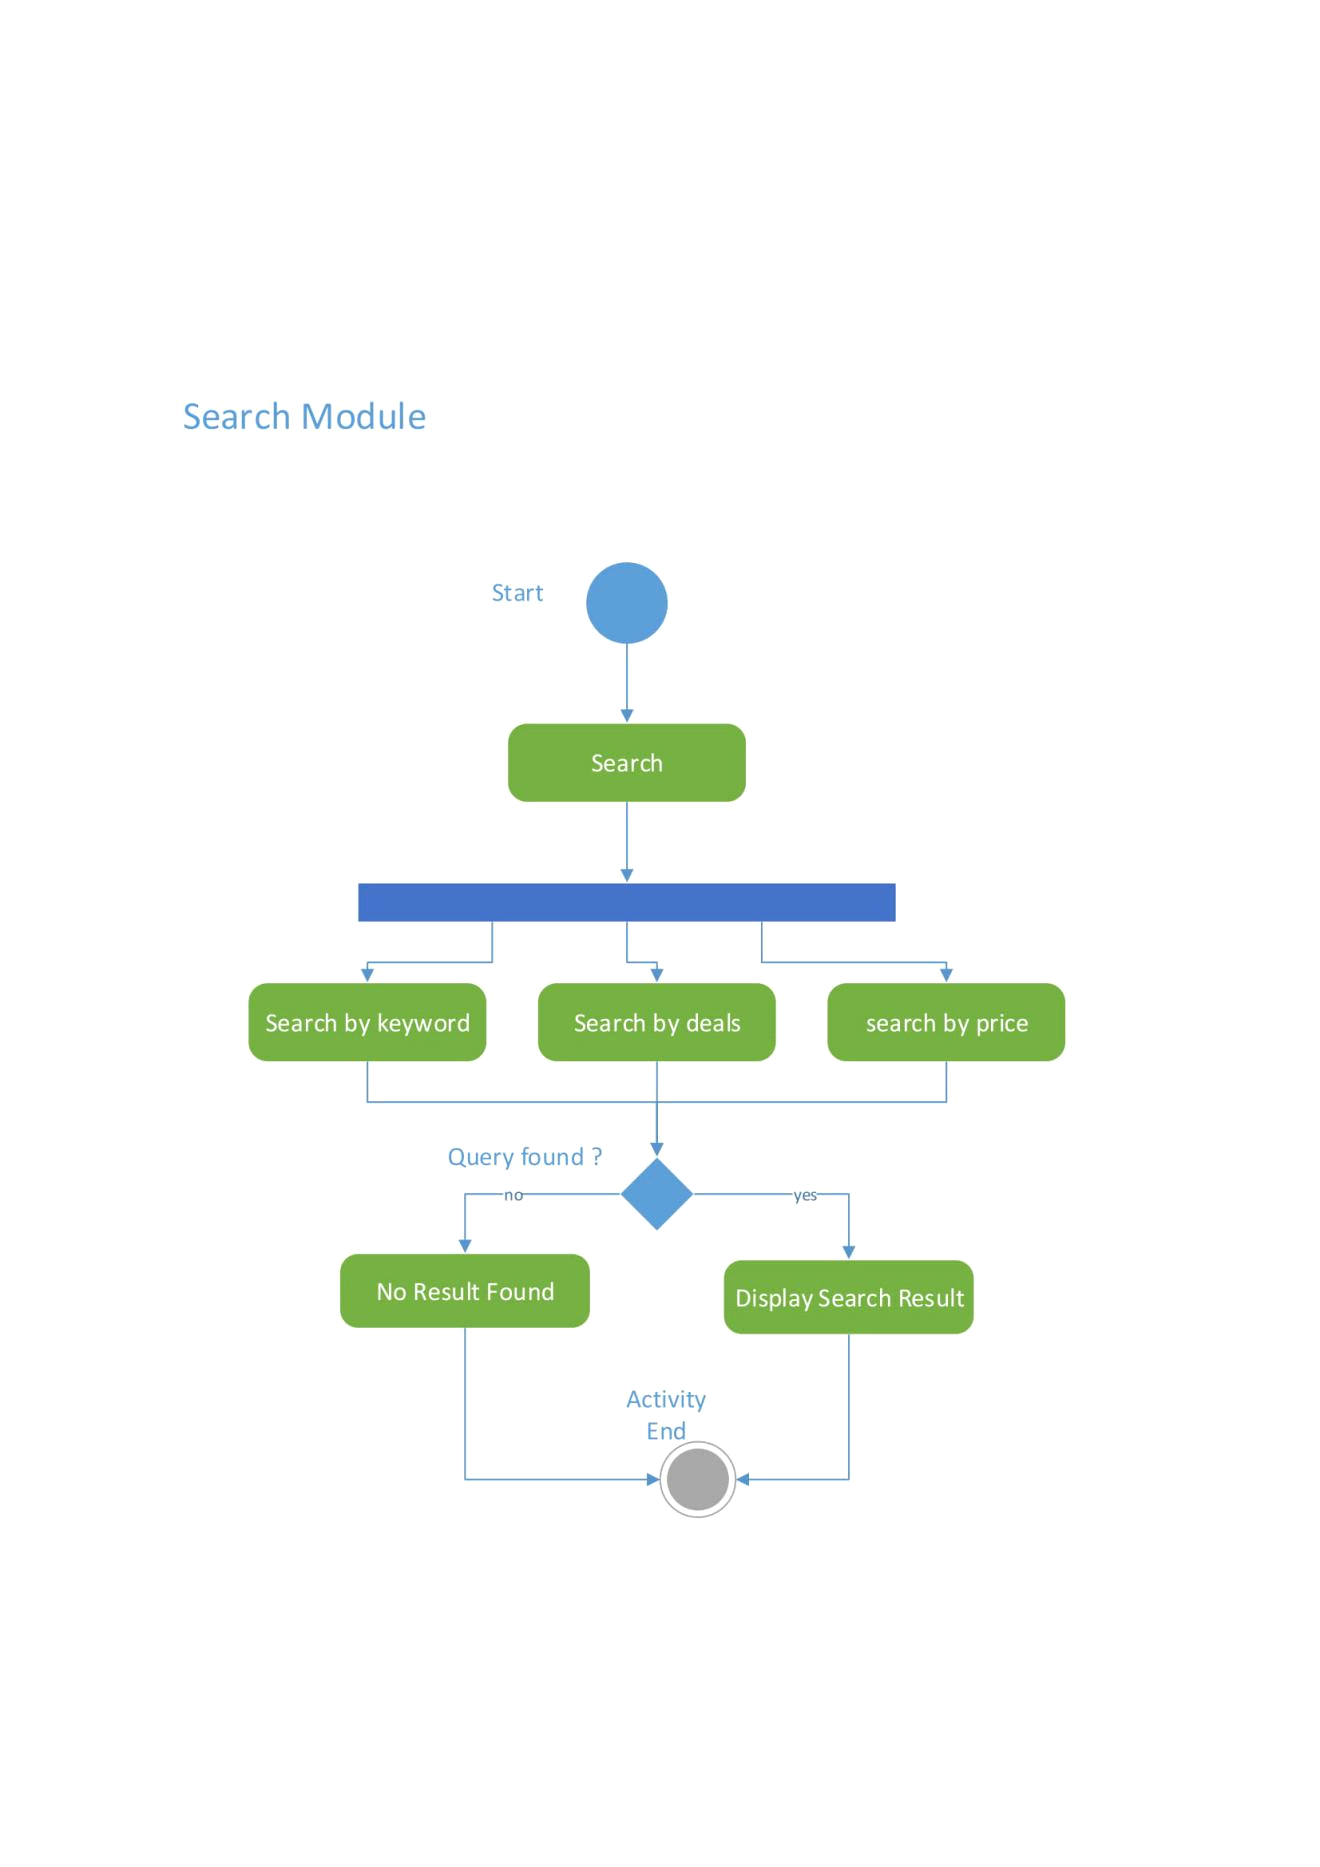 Search Module
Start
Search
Search by keyword
Search by deals
search by price
Query found ?
no
yes
No Result Found
Display Search Result
Activity
End